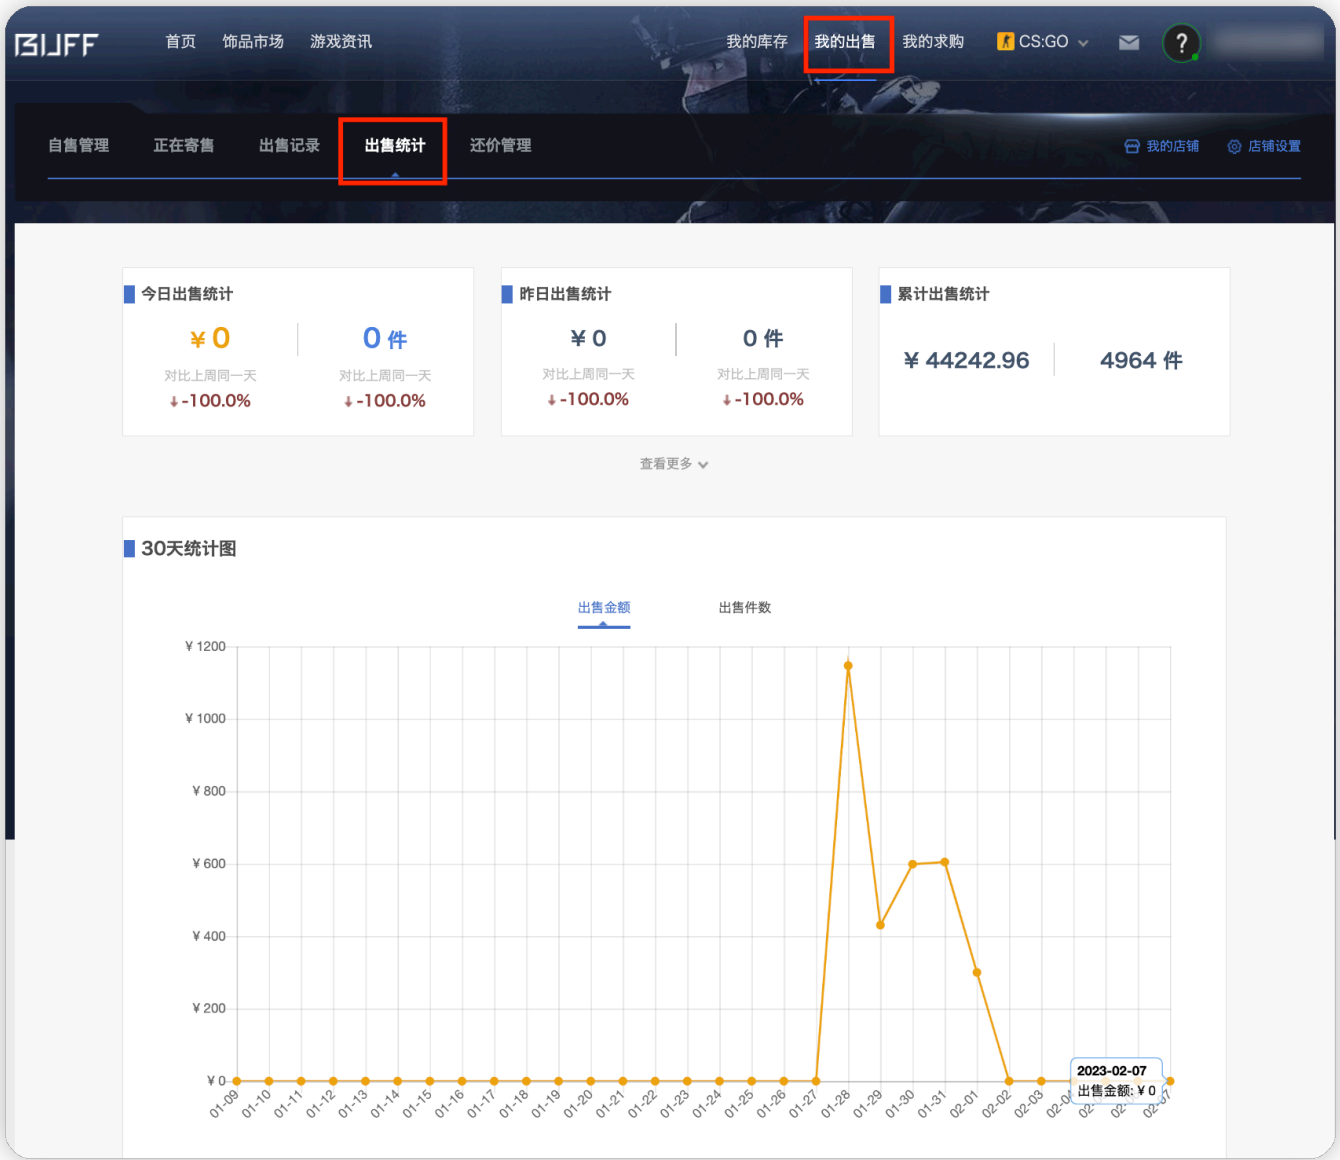 BUFF 首页 饰品市场 游戏资讯 我的库存 我的出售 我的求购 CS:GO ?
自售管理 正在寄售 出售记录 出售统计 还价管理 我的店铺 店铺设置
今日出售统计
¥ 0 0 件
对比上周同一天 对比上周同一天
↓-100.0% ↓-100.0%
昨日出售统计
¥ 0 0 件
对比上周同一天 对比上周同一天
↓-100.0% ↓-100.0%
累计出售统计
¥ 44242.96 4964 件
查看更多
30天统计图
出售金额 出售件数
¥ 1200
¥ 1000
¥ 800
¥ 600
¥ 400
¥ 200
¥ 0
2023-02-07
出售金额: ¥ 0
01-09 01-10 01-11 01-12 01-13 01-14 01-15 01-16 01-17 01-18 01-19 01-20 01-21 01-22 01-23 01-24 01-25 01-26 01-27 01-28 01-29 01-30 01-31 02-01 02-02 02-03